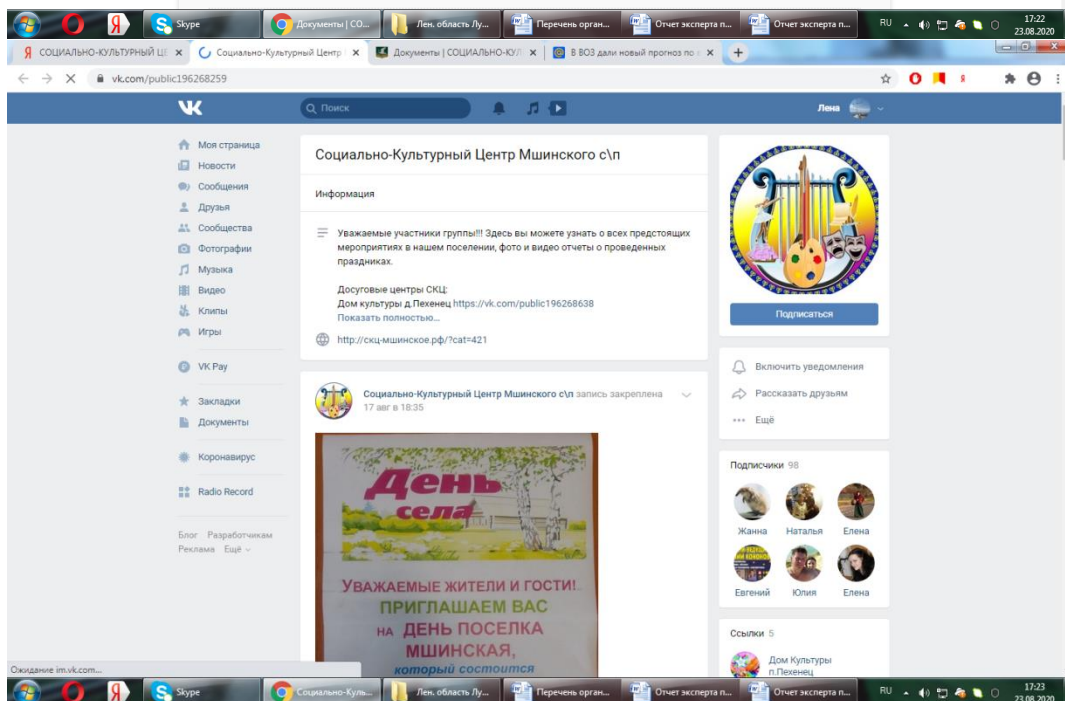 Skype
Документы | СО...
Лен. область Лу...
Перечень орган...
Отчет эксперта п...
Отчет эксперта п...
RU
17:22
23.08.2020
СОЦИАЛЬНО-КУЛЬТУРНЫЙ ЦЕ
Социально-Культурный Центр
Документы | СОЦИАЛЬНО-КУЛ
В ВОЗ дали новый прогноз по
vk.com/public196268259
Поиск
Лена
Моя страница
Новости
Сообщения
Друзья
Сообщества
Фотографии
Музыка
Видео
Клипы
Игры
VK Pay
Закладки
Документы
Коронавирус
Radio Record
Блог Разработчикам
Реклама Ещё
Социально-Культурный Центр Мшинского с\п
Информация
Уважаемые участники группы!!! Здесь вы можете узнать о всех предстоящих
мероприятиях в нашем поселении, фото и видео отчеты о проведенных
праздниках.
Досуговые центры СКЦ:
Дом культуры д.Пехенец https://vk.com/public196268638
Показать полностью...
http://скц-мшинское.рф/?cat=421
Социально-Культурный Центр Мшинского с\п запись закреплена
17 авг в 18:35
День
села
УВАЖАЕМЫЕ ЖИТЕЛИ И ГОСТИ!
ПРИГЛАШАЕМ ВАС
НА ДЕНЬ ПОСЕЛКА
МШИНСКАЯ,
который состоится
Подписаться
Включить уведомления
Рассказать друзьям
Ещё
Подписчики 98
Жанна Наталья Елена
Евгений Юлия Елена
Ссылки 5
Дом Культуры
п.Пехенец
Ожидание im.vk.com...
Skype
Социально-Куль...
Лен. область Лу...
Перечень орган...
Отчет эксперта п...
Отчет эксперта п...
RU
17:23
23.08.2020